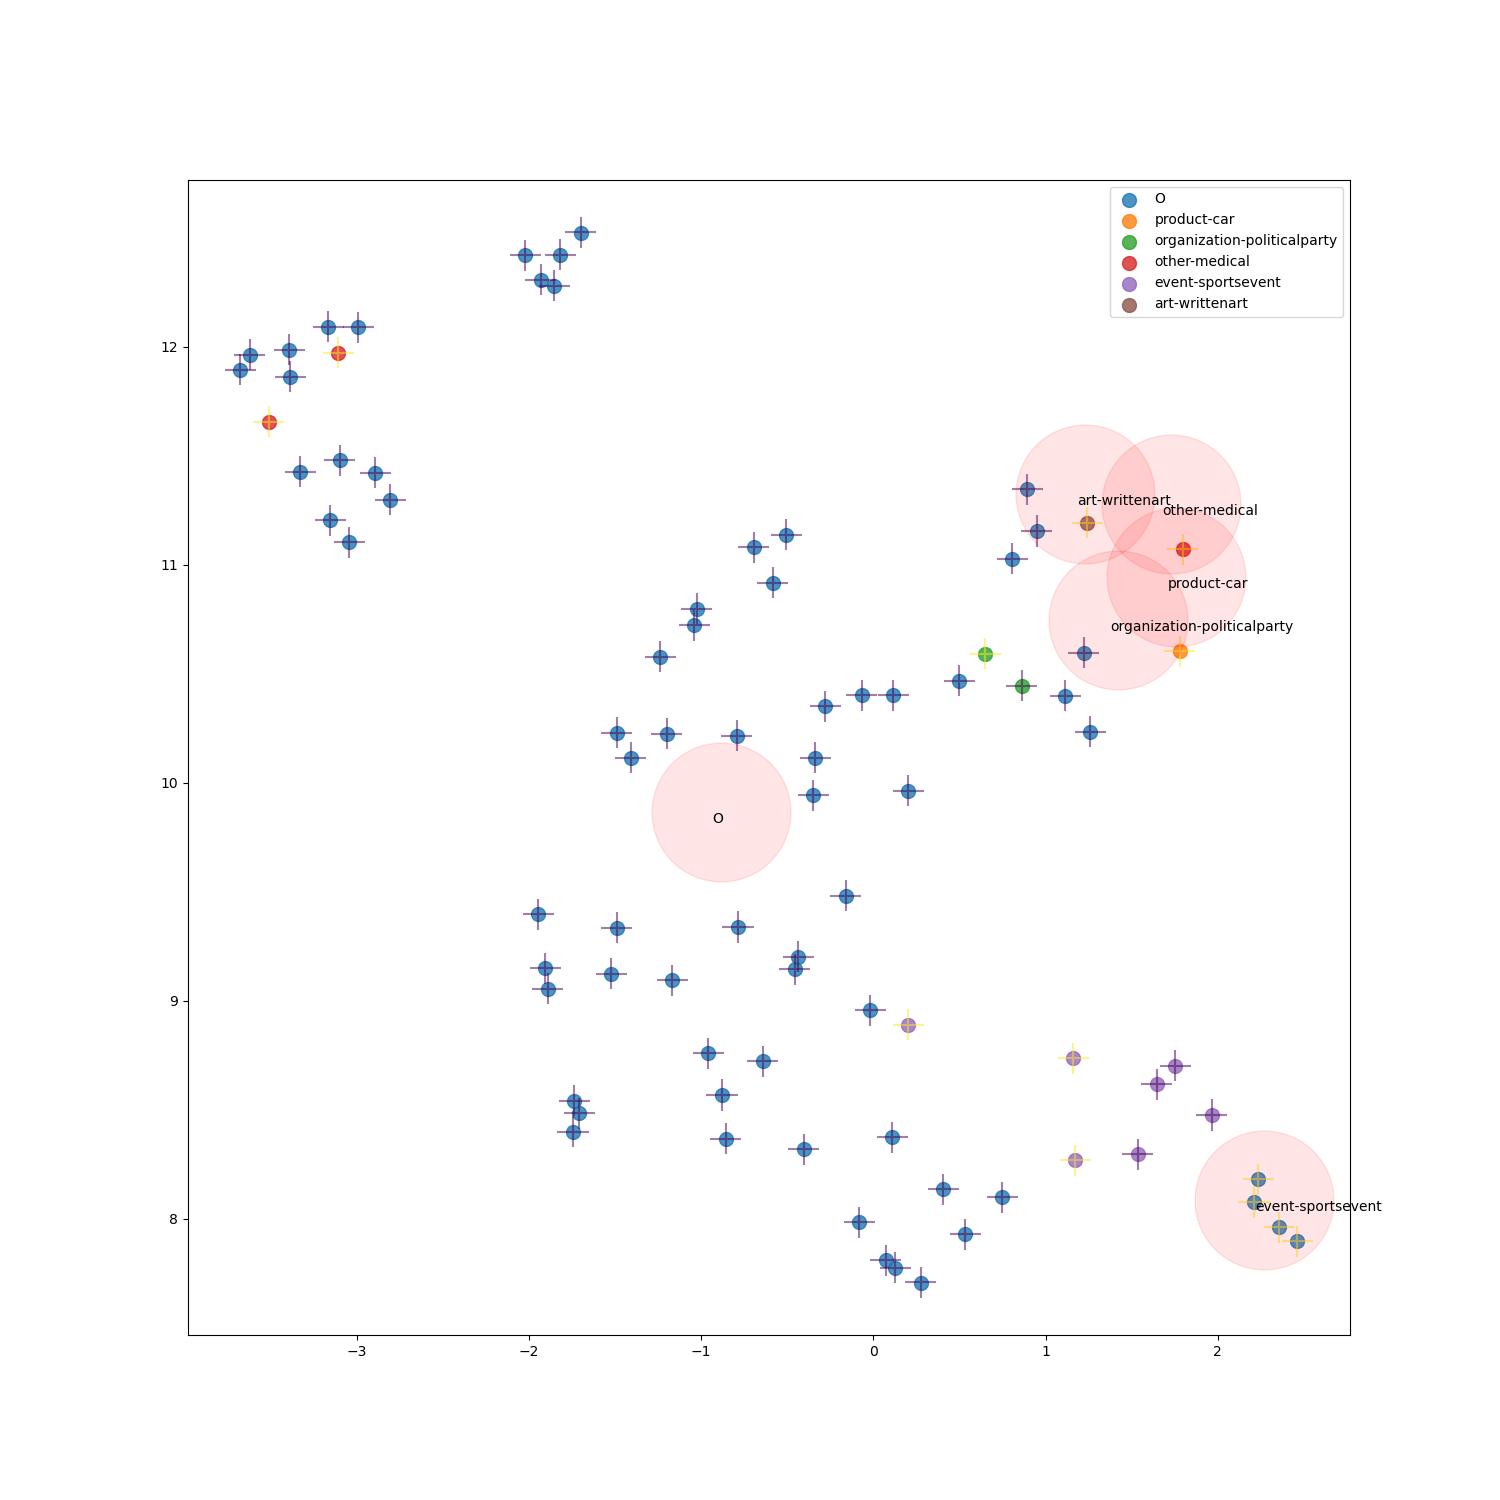 O
product-car
organization-politicalparty
other-medical
event-sportsevent
art-writtenart
12
11
10
9
8
art-writtenart
other-medical
product-car
organization-politicalparty
O
event-sportsevent
−3
−2
−1
0
1
2